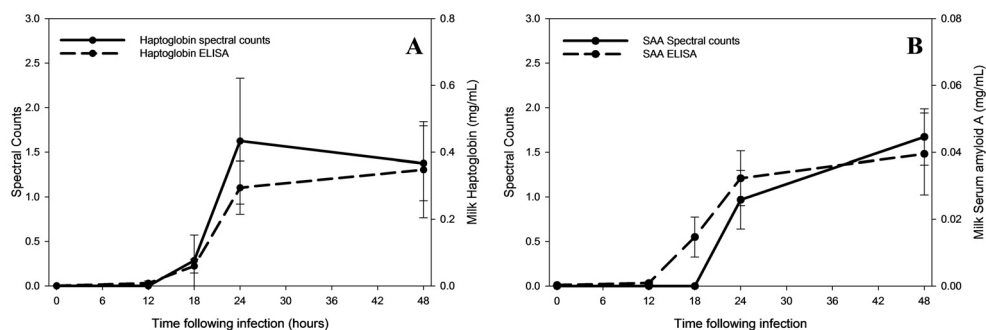 3.0
2.5
2.0
1.5
1.0
0.5
0.0
Spectral Counts
Haptoglobin spectral counts
Haptoglobin ELISA
A
0.8
0.6
0.4
0.2
0.0
Milk Haptoglobin (mg/mL)
0 12 18 24 30 36 42 48
Time following infection (hours)
3.0
2.5
2.0
1.5
1.0
0.5
0.0
Spectral Counts
SAA Spectral counts
SAA ELISA
B
0.08
0.06
0.04
0.02
0.00
Milk Serum amyloid A (mg/mL)
0 12 18 24 30 36 42 48
Time following infection